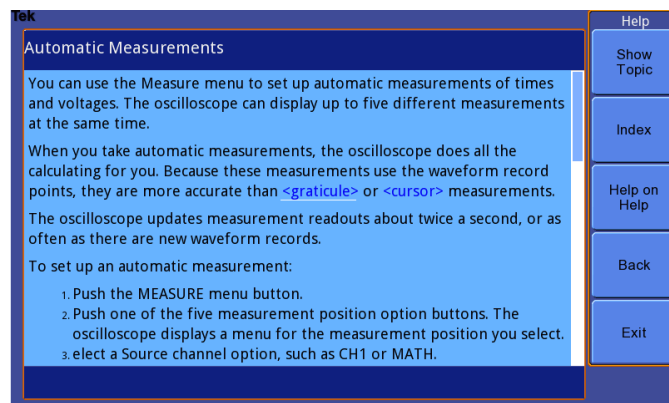 Tek
Automatic Measurements
You can use the Measure menu to set up automatic measurements of times
and voltages. The oscilloscope can display up to five different measurements
at the same time.
When you take automatic measurements, the oscilloscope does all the
calculating for you. Because these measurements use the waveform record
points, they are more accurate than <graticule> or <cursor> measurements.
The oscilloscope updates measurement readouts about twice a second, or as
often as there are new waveform records.
To set up an automatic measurement:
1. Push the MEASURE menu button.
2. Push one of the five measurement position option buttons. The
oscilloscope displays a menu for the measurement position you select.
3. elect a Source channel option, such as CH1 or MATH.
Help
Show
Topic
Index
Help on
Help
Back
Exit